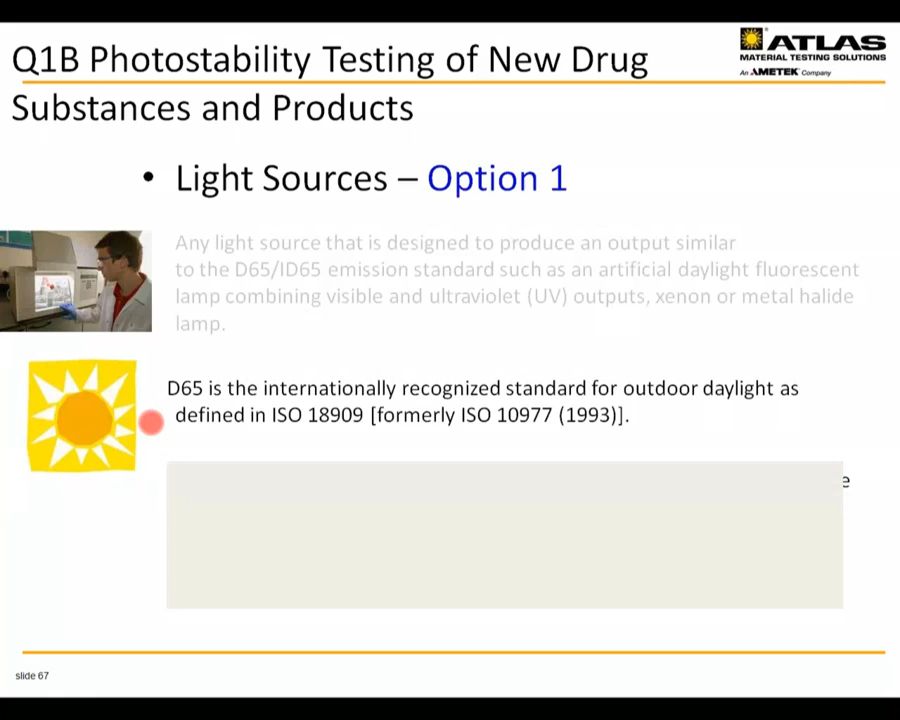 Q1B Photostability Testing of New Drug
Substances and Products
ATLAS
MATERIAL TESTING SOLUTIONS
An AMETEK Company
• Light Sources – Option 1
Any light source that is designed to produce an output similar
to the D65/ID65 emission standard such as an artificial daylight fluorescent
lamp combining visible and ultraviolet (UV) outputs, xenon or metal halide
lamp.
D65 is the internationally recognized standard for outdoor daylight as
defined in ISO 18909 [formerly ISO 10977 (1993)].
e
slide 67